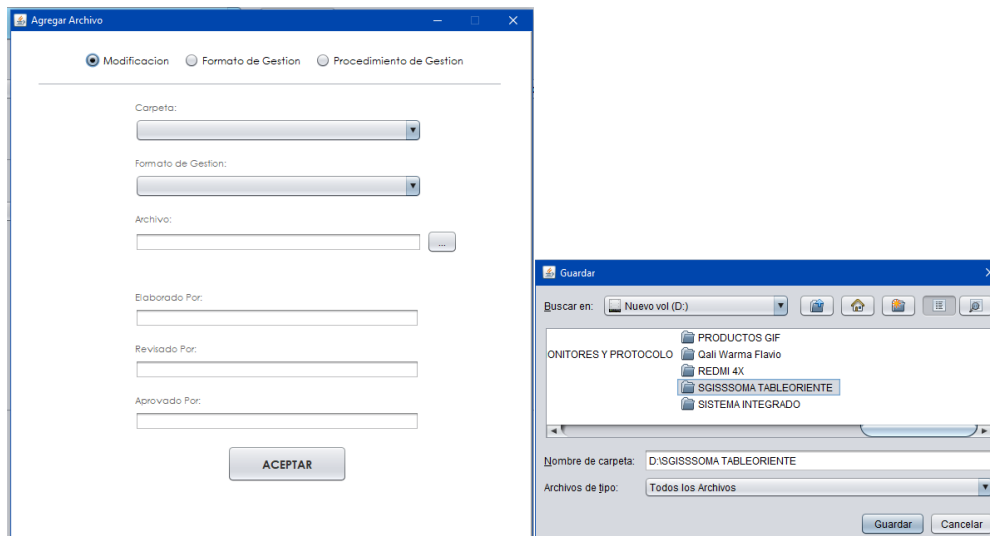 Agregar Archivo
Modificacion Formato de Gestion Procedimiento de Gestion
Carpeta:
Formato de Gestion:
Archivo:
...
Elaborado Por:
Revisado Por:
Aprovado Por:
ACEPTAR
Guardar
Buscar en: Nuevo vol (D:)
PRODUCTOS GIF
ONITORES Y PROTOCOLO Qali Warma Flavio
REDMI 4X
SGISSSOMA TABLEORIENTE
SISTEMA INTEGRADO
Nombre de carpeta: D:\SGISSSOMA TABLEORIENTE
Archivos de tipo: Todos los Archivos
Guardar Cancelar